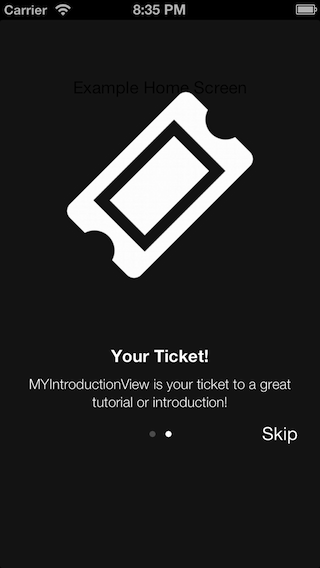 Carrier 8:35 PM
Example Home Screen
Your Ticket!
MYIntroductionView is your ticket to a great
tutorial or introduction!
Skip